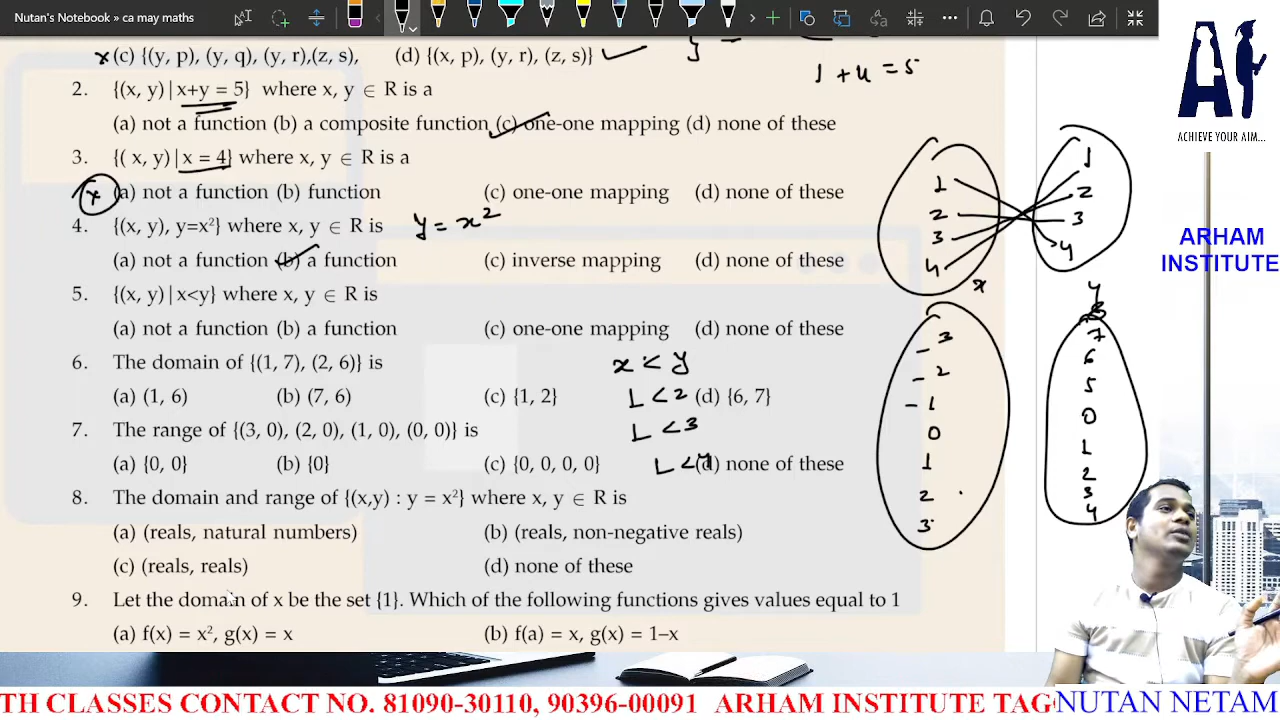 Nutan's Notebook » ca may maths
x(c) {(y, p), (y, q), (y, r),(z, s), (d) {(x, p), (y, r), (z, s)}
1 + 4 = 5
2. {(x, y)|x+y = 5} where x, y ∈ R is a
(a) not a function (b) a composite function (c) one-one mapping (d) none of these
3. {( x, y)|x = 4} where x, y ∈ R is a
x (a) not a function (b) function (c) one-one mapping (d) none of these
4. {(x, y), y=x²} where x, y ∈ R is y = x²
(a) not a function (b) a function (c) inverse mapping (d) none of these
5. {(x, y)|x<y} where x, y ∈ R is
(a) not a function (b) a function (c) one-one mapping (d) none of these
6. The domain of {(1, 7), (2, 6)} is x < y
(a) (1, 6) (b) (7, 6) (c) {1, 2} 1 < 2 (d) {6, 7}
7. The range of {(3, 0), (2, 0), (1, 0), (0, 0)} is 1 < 3
(a) {0, 0} (b) {0} (c) {0, 0, 0, 0} 1 < 4 (d) none of these
8. The domain and range of {(x,y) : y = x²} where x, y ∈ R is
(a) (reals, natural numbers) (b) (reals, non-negative reals)
(c) (reals, reals) (d) none of these
9. Let the domain of x be the set {1}. Which of the following functions gives values equal to 1
(a) f(x) = x², g(x) = x (b) f(a) = x, g(x) = 1–x
1
2
3
4
x
1
2
3
4
y
-3
-2
-1
0
1
2
3
8
7
6
5
0
1
2
3
4
ACHIEVE YOUR AIM...
ARHAM
INSTITUTE
TH CLASSES CONTACT NO. 81090-30110, 90396-00091 ARHAM INSTITUTE TAG
NUTAN NETAM